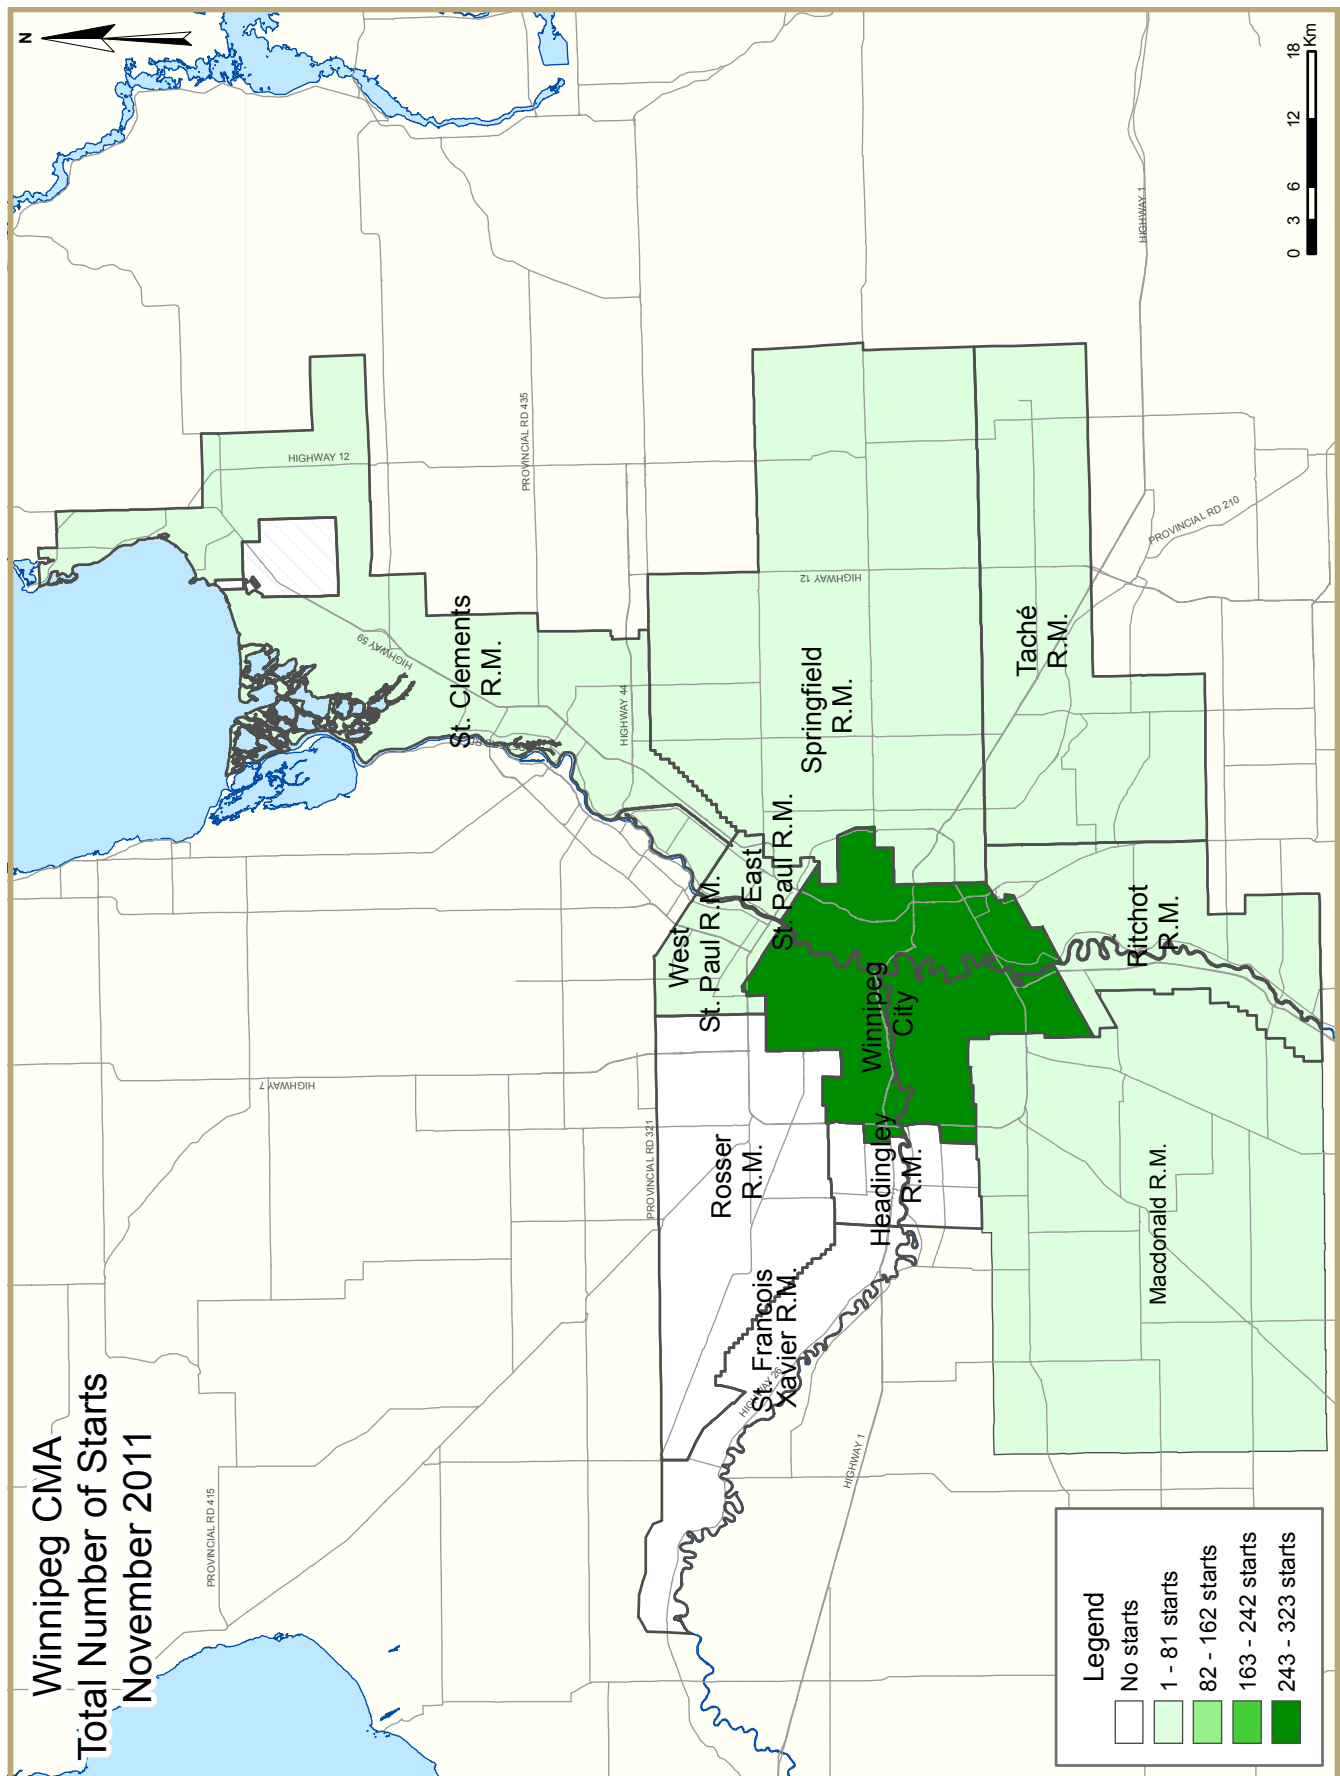 Winnipeg CMA
Total Number of Starts
November 2011
N
PROVINCIAL RD 415
HIGHWAY 7
HIGHWAY 12
PROVINCIAL RD 435
HIGHWAY 59
St. Clements
R.M.
HIGHWAY 44
PROVINCIAL RD 321
West
St. Paul R.M.
East
St. Paul R.M.
Springfield
R.M.
HIGHWAY 12
Rosser
R.M.
St. Francois
Xavier R.M.
HIGHWAY 26
Headingley
R.M.
Winnipeg
City
HIGHWAY 1
Taché
R.M.
HIGHWAY 1
PROVINCIAL RD 210
Ritchot
R.M.
Macdonald R.M.
Legend
No starts
1 - 81 starts
82 - 162 starts
163 - 242 starts
243 - 323 starts
0 3 6 12 18
Km